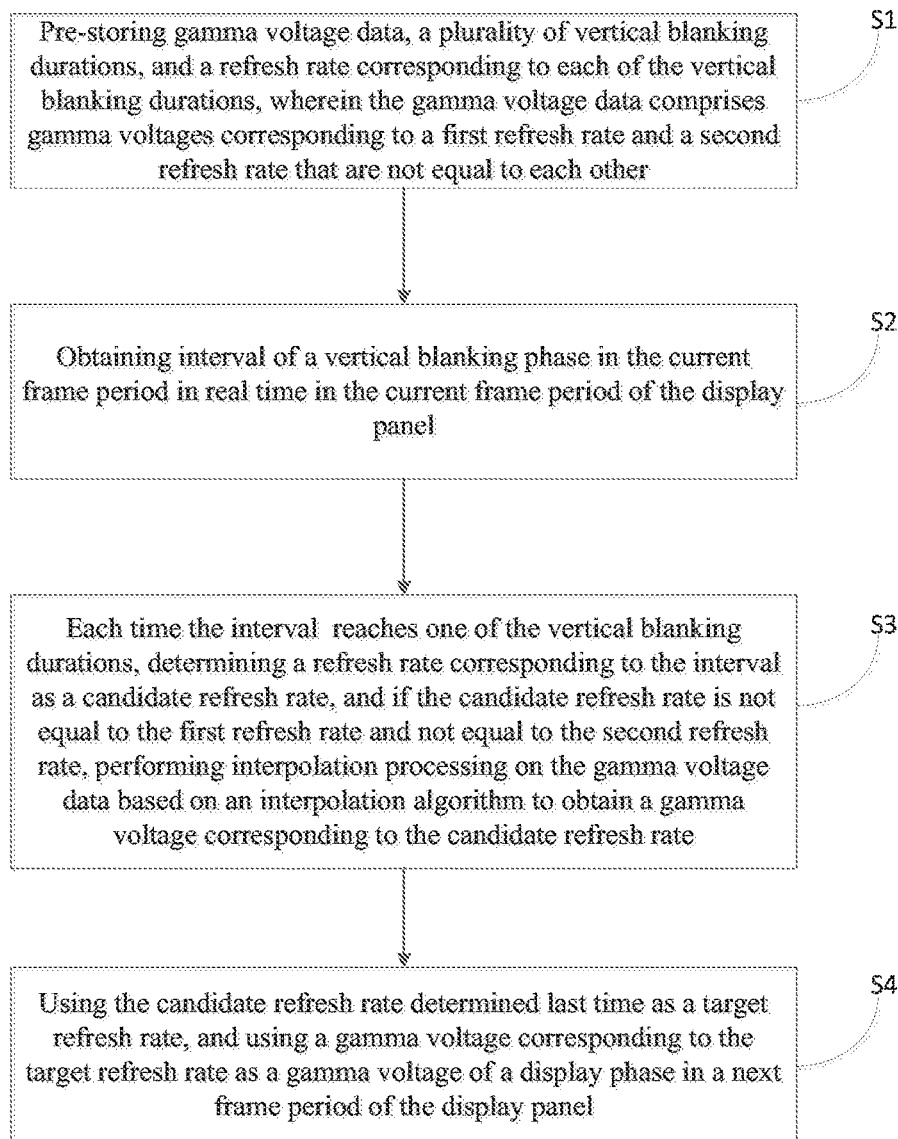 S1
Pre-storing gamma voltage data, a plurality of vertical blanking
durations, and a refresh rate corresponding to each of the vertical
blanking durations, wherein the gamma voltage data comprises
gamma voltages corresponding to a first refresh rate and a second
refresh rate that are not equal to each other
S2
Obtaining interval of a vertical blanking phase in the current
frame period in real time in the current frame period of the display
panel
S3
Each time the interval reaches one of the vertical blanking
durations, determining a refresh rate corresponding to the interval
as a candidate refresh rate, and if the candidate refresh rate is not
equal to the first refresh rate and not equal to the second refresh
rate, performing interpolation processing on the gamma voltage
data based on an interpolation algorithm to obtain a gamma
voltage corresponding to the candidate refresh rate
S4
Using the candidate refresh rate determined last time as a target
refresh rate, and using a gamma voltage corresponding to the
target refresh rate as a gamma voltage of a display phase in a next
frame period of the display panel